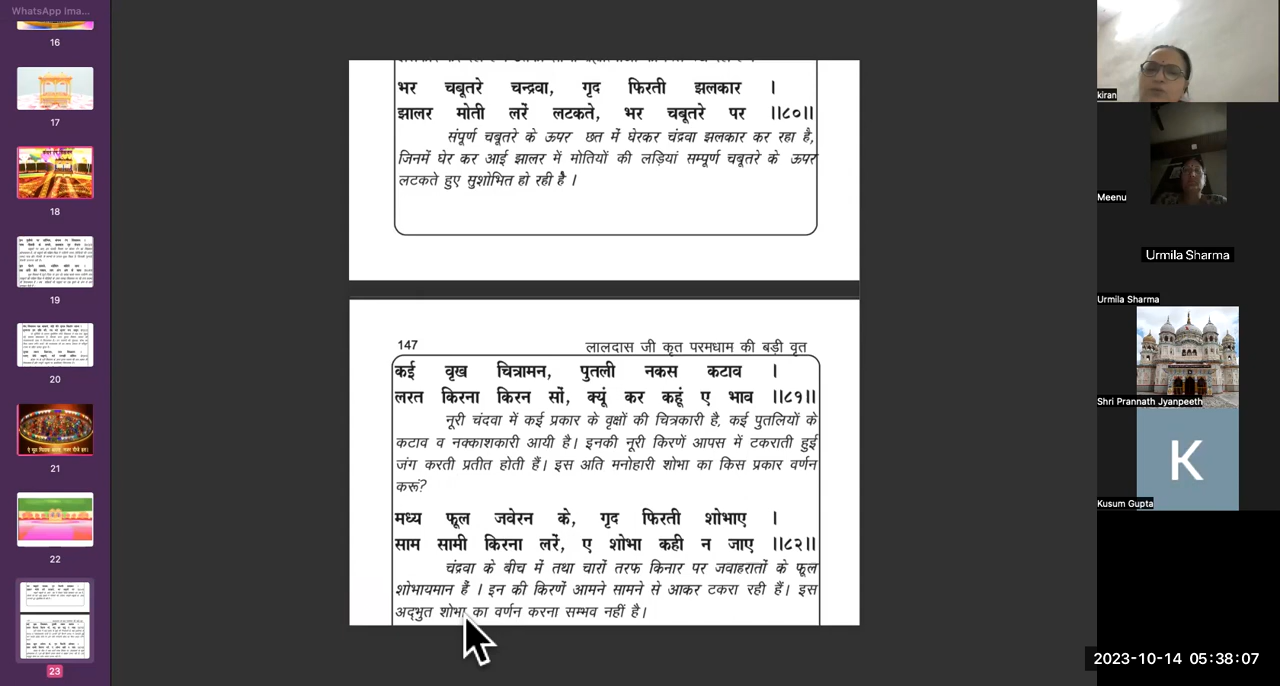 WhatsApp ima...
16
17
18
19
20
21
22
23
भर चबूतरे चन्द्रवा, गृद फिरती झलकार ।
झालर मोती लरें लटकते, भर चबूतरे पर ।।८०।।
संपूर्ण चबूतरे के ऊपर छत में घेरकर चंद्रवा झलकार कर रहा है,
जिनमें घेर कर आई झालर में मोतियों की लड़ियां सम्पूर्ण चबूतरे के ऊपर
लटकते हुए सुशोभित हो रही है ।
147
लालदास जी कृत परमधाम की बड़ी वृत
कई वृख चित्रामन, पुतली नकस कटाव ।
लरत किरना किरन सों, क्यूं कर कहूं ए भाव ।।८१।।
नूरी चंदवा में कई प्रकार के वृक्षों की चित्रकारी है, कई पुतलियों के
कटाव व नक्काशकारी आयी है। इनकी नूरी किरणें आपस में टकराती हुई
जंग करती प्रतीत होती हैं। इस अति मनोहारी शोभा का किस प्रकार वर्णन
करूं?
मध्य फूल जवेरन के, गृद फिरती शोभाए ।
साम सामी किरना लरें, ए शोभा कही न जाए ।।८२।।
चंद्रवा के बीच में तथा चारों तरफ किनार पर जवाहरातों के फूल
शोभायमान हैं । इन की किरणें आमने सामने से आकर टकरा रही हैं। इस
अद्भुत शोभा का वर्णन करना सम्भव नहीं है।
kiran
Meenu
Urmila Sharma
Urmila Sharma
Shri Prannath Jyanpeeth
K
Kusum Gupta
2023-10-14 05:38:07